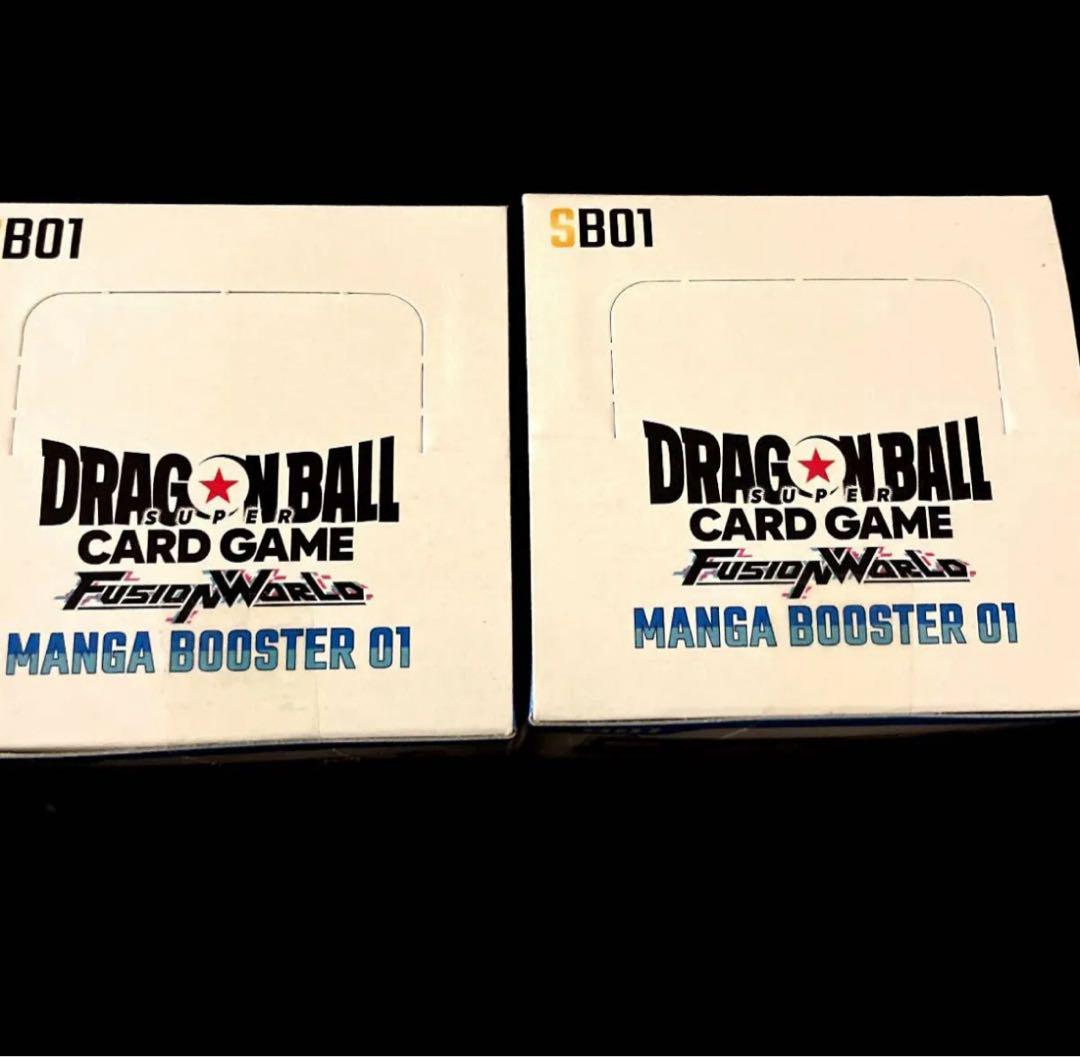 SB01
DRAGON BALL
SUPER
CARD GAME
FUSION WORLD
MANGA BOOSTER 01
SB01
DRAGON BALL
SUPER
CARD GAME
FUSION WORLD
MANGA BOOSTER 01